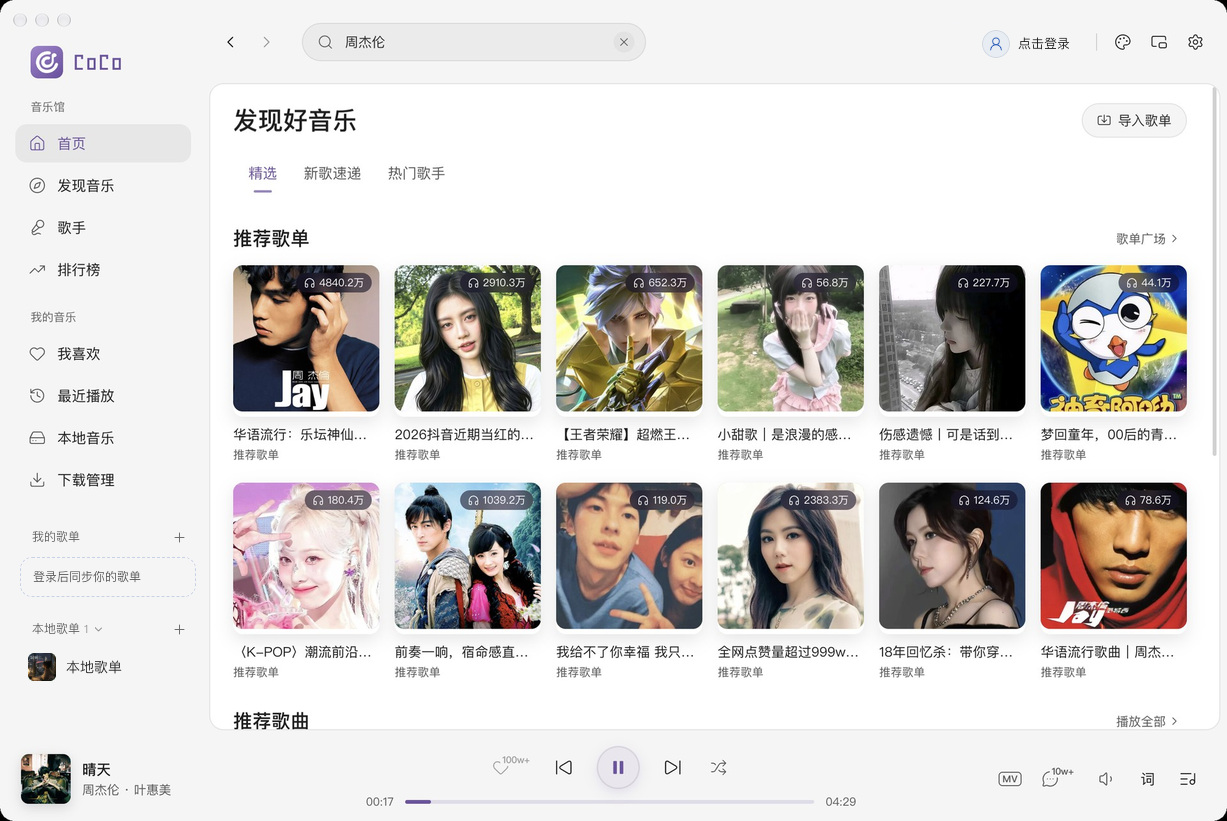 CoCo
周杰伦
点击登录
音乐馆
首页
发现音乐
歌手
排行榜
我的音乐
我喜欢
最近播放
本地音乐
下载管理
我的歌单
登录后同步你的歌单
本地歌单 1
本地歌单
发现好音乐
导入歌单
精选 新歌速递 热门歌手
推荐歌单
歌单广场
4840.2万
周杰倫
Jay
华语流行：乐坛神仙...
推荐歌单
2910.3万
2026抖音近期当红的...
推荐歌单
652.3万
【王者荣耀】超燃王...
推荐歌单
56.8万
小甜歌｜是浪漫的感...
推荐歌单
227.7万
伤感遗憾｜可是话到...
推荐歌单
44.1万
神奇阿呦
TM
梦回童年，00后的青...
推荐歌单
180.4万
〈K-POP〉潮流前沿...
推荐歌单
1039.2万
前奏一响，宿命感直...
推荐歌单
119.0万
我给不了你幸福 我只...
推荐歌单
2383.3万
全网点赞量超过999w...
推荐歌单
124.6万
18年回忆杀：带你穿...
推荐歌单
78.6万
周杰倫
Jay
华语流行歌曲｜周杰...
推荐歌单
推荐歌曲
播放全部
晴天
周杰伦 · 叶惠美
100w+
00:17
04:29
MV
10w+
词